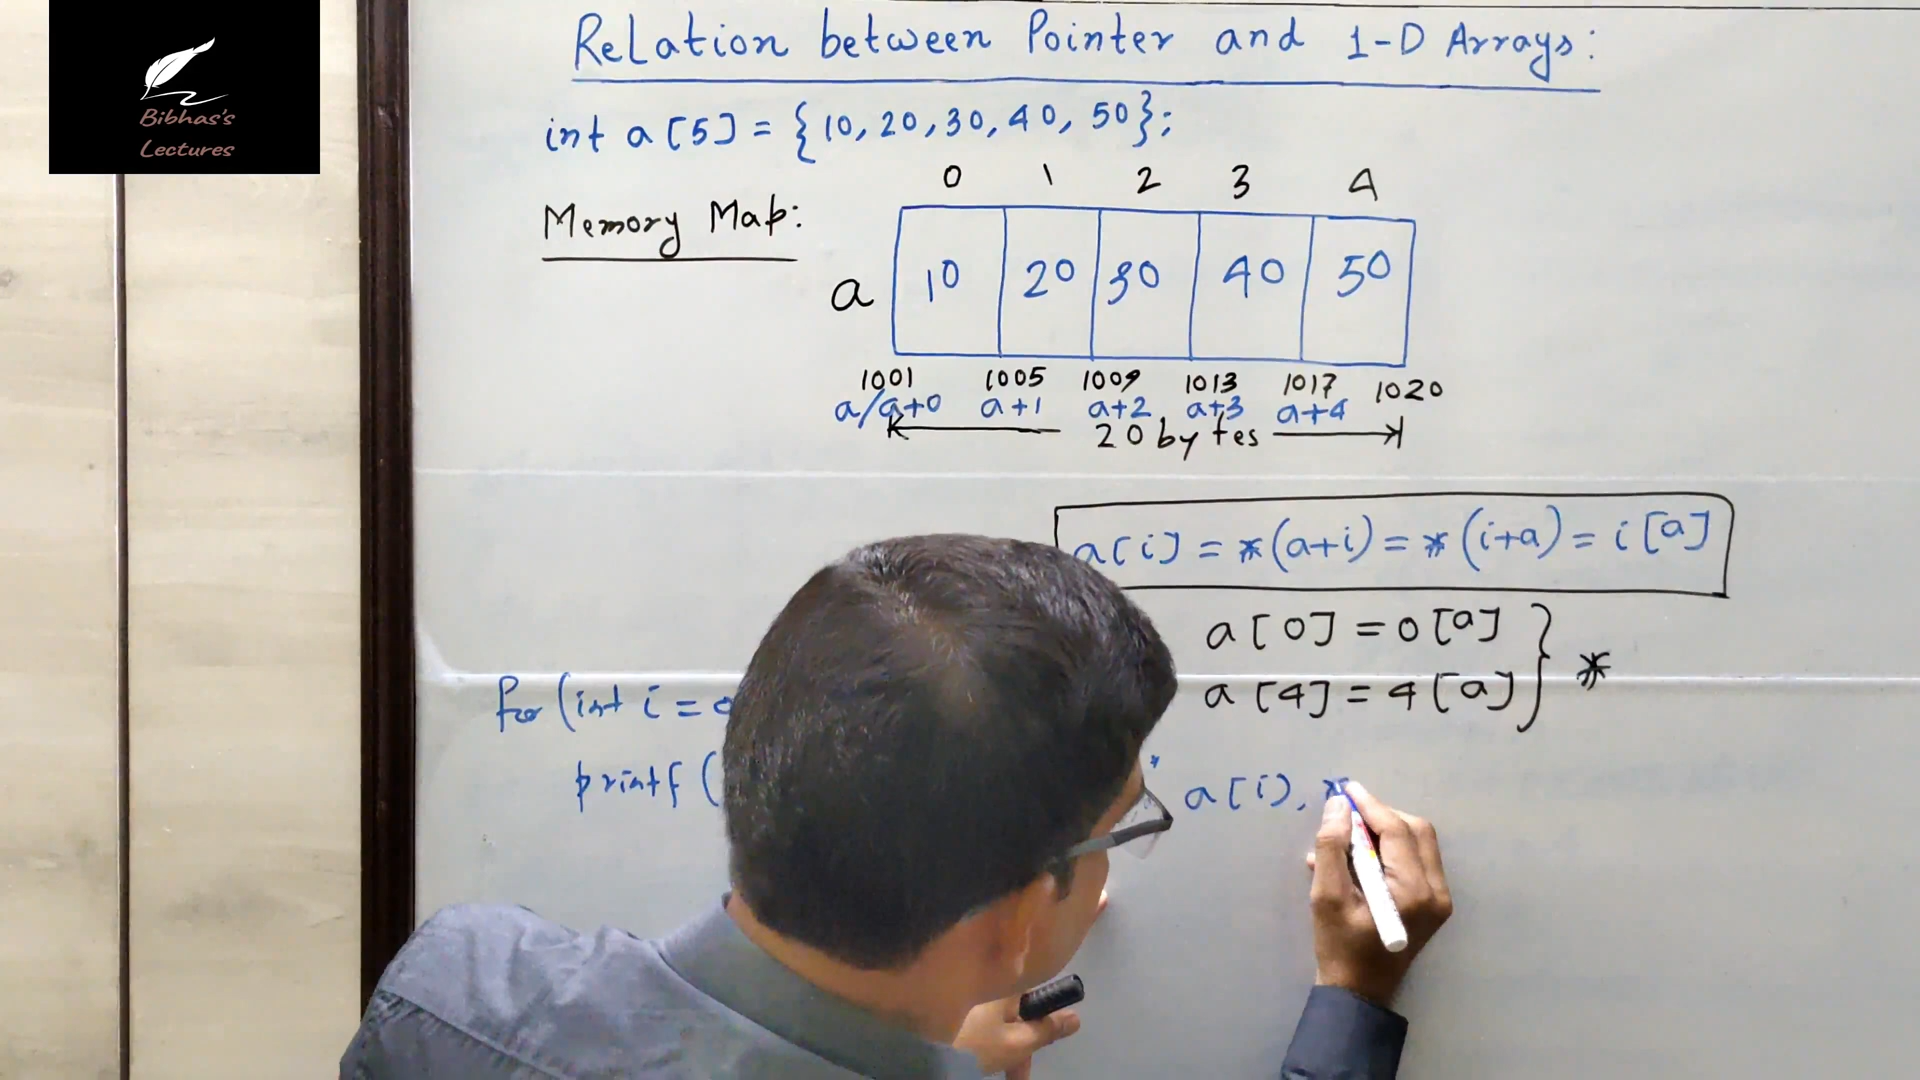 Bibhas's
Lectures
Relation between Pointer and 1-D Arrays:
int a[5] = {10, 20, 30, 40, 50};
0 1 2 3 4
Memory Map:
a 10 20 30 40 50
1001 1005 1009 1013 1017 1020
a/a+0 a+1 a+2 a+3 a+4
20 bytes
a[i] = *(a+i) = *(i+a) = i[a]
a[0] = 0[a]
a[4] = 4[a] } *
for (int i = 0
printf ( " a[i), *